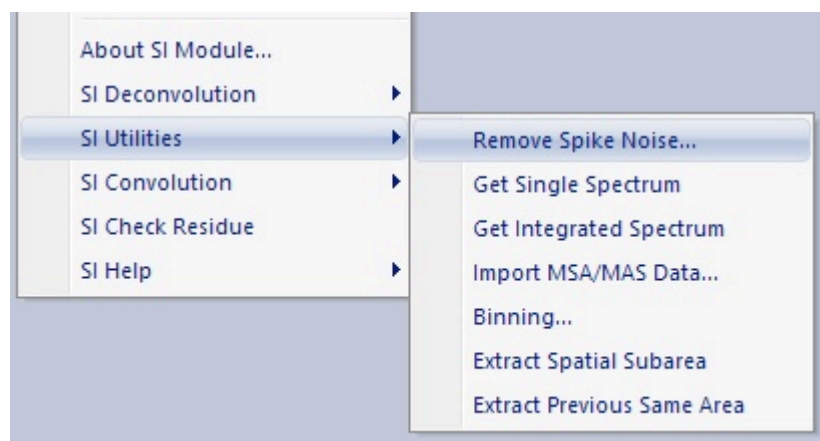 About SI Module...
SI Deconvolution
SI Utilities
SI Convolution
SI Check Residue
SI Help
Remove Spike Noise...
Get Single Spectrum
Get Integrated Spectrum
Import MSA/MAS Data...
Binning...
Extract Spatial Subarea
Extract Previous Same Area